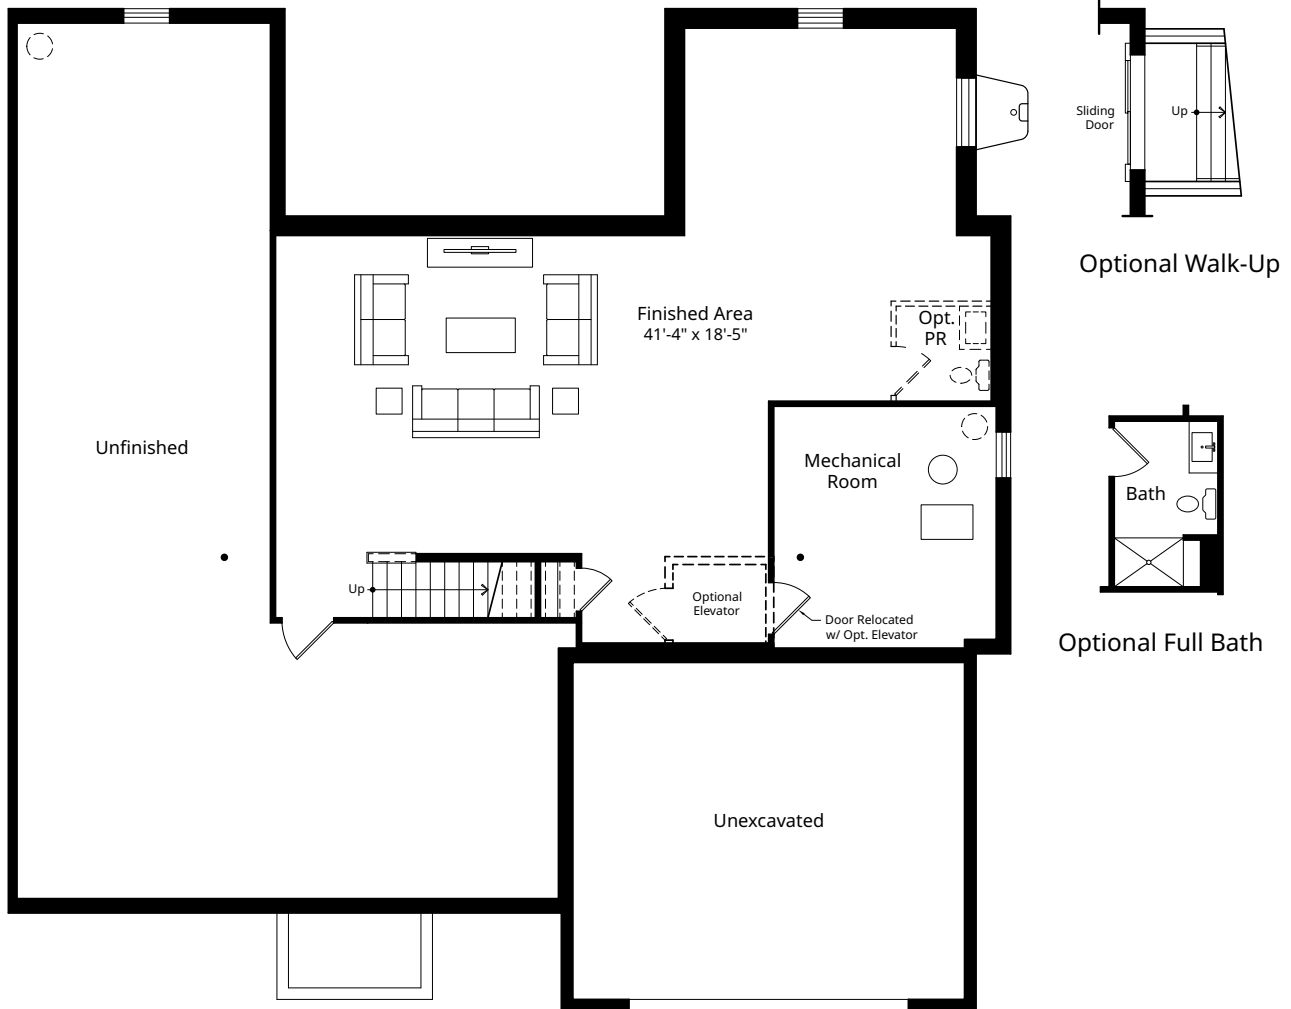 Sliding
Door
Up
Optional Walk-Up
Finished Area
41'-4" x 18'-5"
Opt.
PR
Unfinished
Mechanical
Room
Bath
Up
Optional
Elevator
Door Relocated
w/ Opt. Elevator
Optional Full Bath
Unexcavated